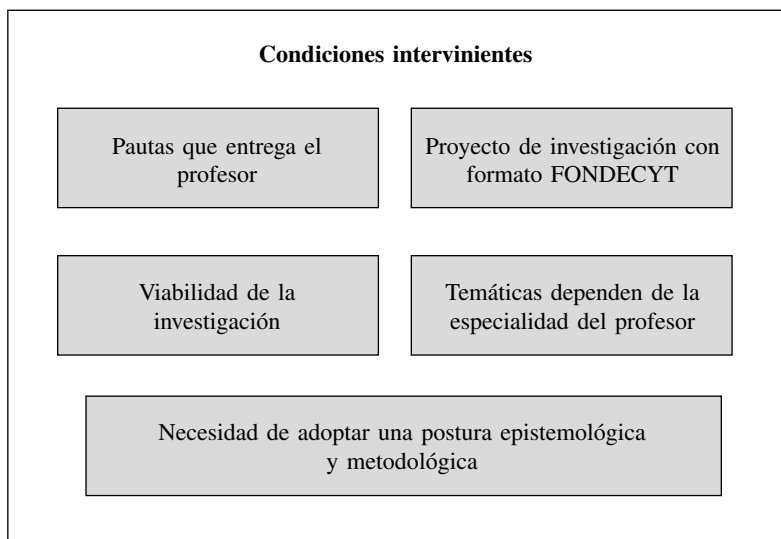 Condiciones intervinientes
Pautas que entrega el
profesor
Proyecto de investigación con
formato FONDECYT
Viabilidad de la
investigación
Temáticas dependen de la
especialidad del profesor
Necesidad de adoptar una postura epistemológica
y metodológica